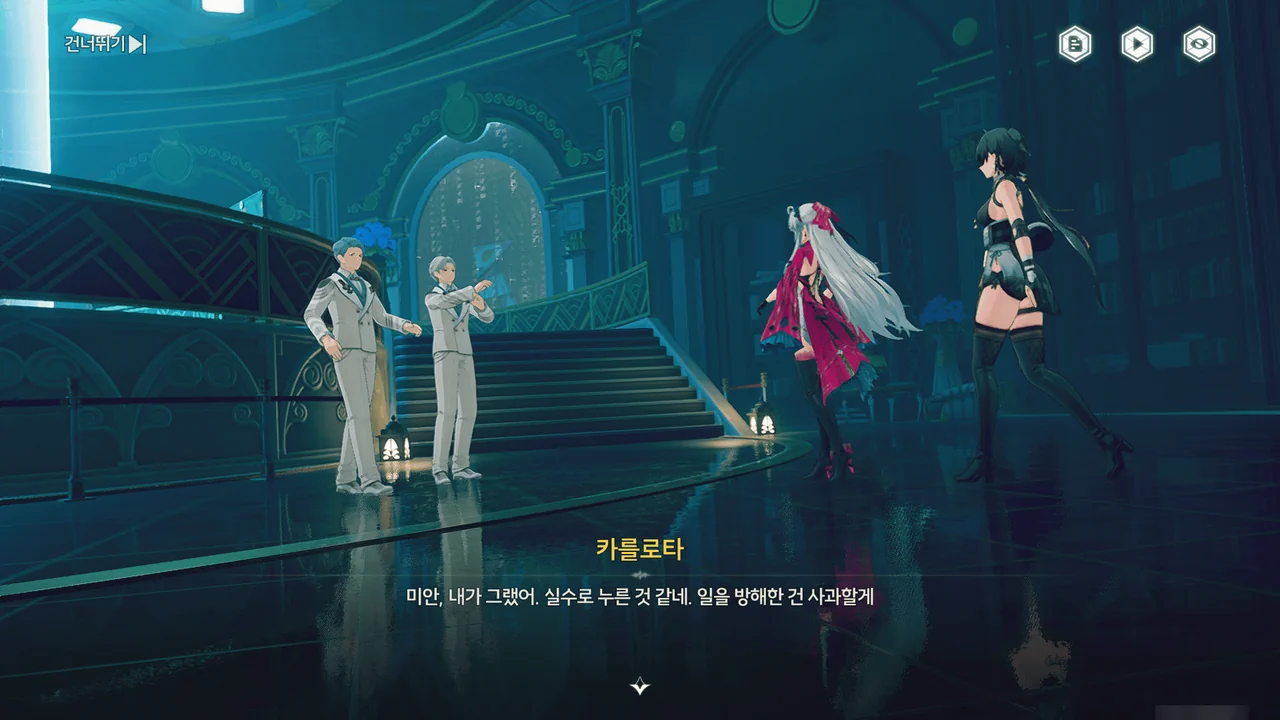 건너뛰기
카를로타
미안, 내가 그랬어. 실수로 누른 것 같네. 일을 방해한 건 사과할게